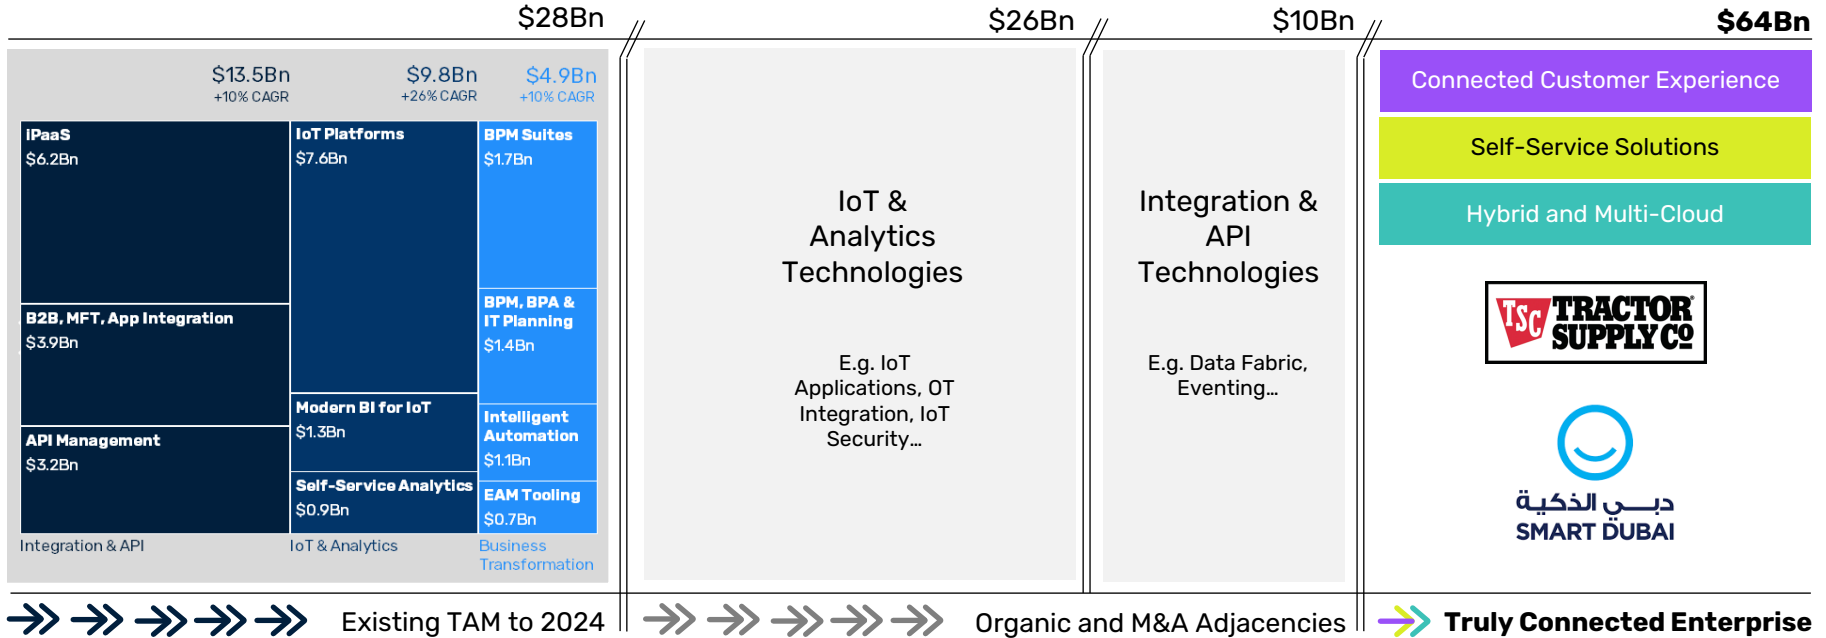 $28Bn
$26Bn
$10Bn
$64Bn
$13.5Bn
+10% CAGR
$9.8Bn
+26% CAGR
$4.9Bn
+10% CAGR
iPaaS
$6.2Bn
B2B, MFT, App Integration
$3.9Bn
API Management
$3.2Bn
Integration & API
IoT Platforms
$7.6Bn
Modern BI for IoT
$1.3Bn
Self-Service Analytics
$0.9Bn
IoT & Analytics
BPM Suites
$1.7Bn
BPM, BPA &
IT Planning
$1.4Bn
Intelligent
Automation
$1.1Bn
EAM Tooling
$0.7Bn
Business
Transformation
IoT &
Analytics
Technologies
E.g. IoT
Applications, OT
Integration, IoT
Security…
Integration &
API
Technologies
E.g. Data Fabric,
Eventing…
Connected Customer Experience
Self-Service Solutions
Hybrid and Multi-Cloud
TSC TRACTOR
SUPPLY CO
دبي الذكية
SMART DUBAI
Existing TAM to 2024
Organic and M&A Adjacencies
Truly Connected Enterprise